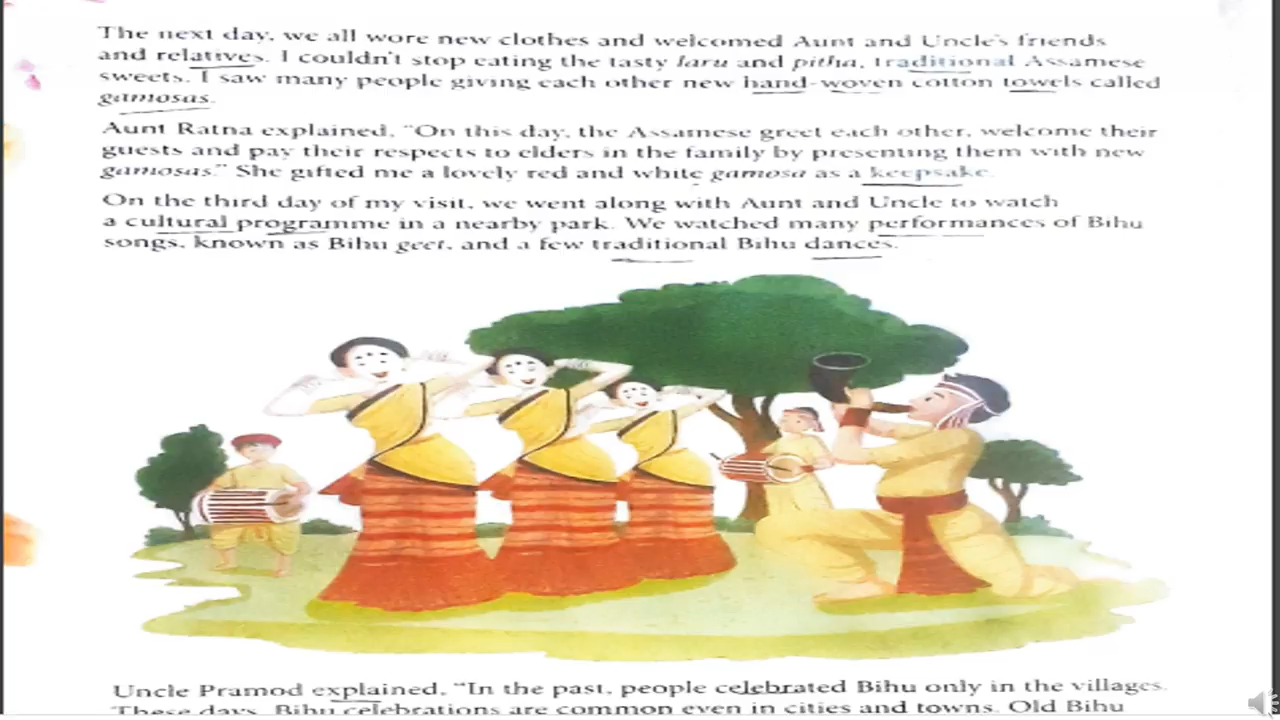 The next day, we all wore new clothes and welcomed Aunt and Uncle's friends
and relatives. I couldn't stop eating the tasty laru and pitha, traditional Assamese
sweets. I saw many people giving each other new hand-woven cotton towels called
gamosas.
Aunt Ratna explained, "On this day, the Assamese greet each other, welcome their
guests and pay their respects to elders in the family by presenting them with new
gamosas." She gifted me a lovely red and white gamosa as a keepsake.
On the third day of my visit, we went along with Aunt and Uncle to watch
a cultural programme in a nearby park. We watched many performances of Bihu
songs, known as Bihu geet, and a few traditional Bihu dances.
Uncle Pramod explained, "In the past, people celebrated Bihu only in the villages.
These days, Bihu celebrations are common even in cities and towns. Old Bihu